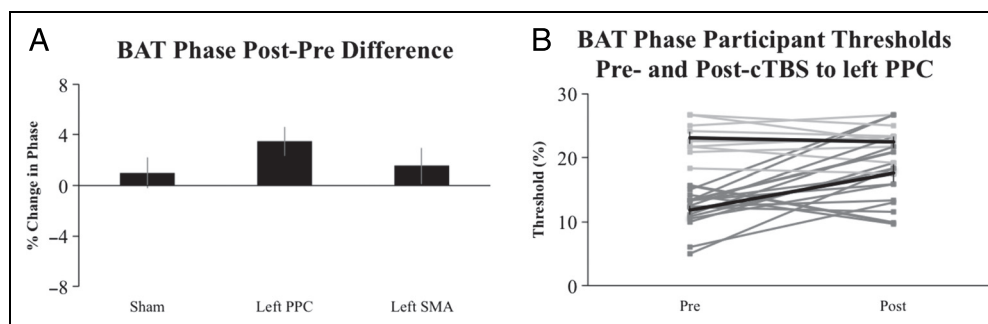 A
BAT Phase Post-Pre Difference
% Change in Phase
8
4
0
−4
−8
Sham
Left PPC
Left SMA
B
BAT Phase Participant Thresholds
Pre- and Post-cTBS to left PPC
Threshold (%)
30
20
10
0
Pre
Post